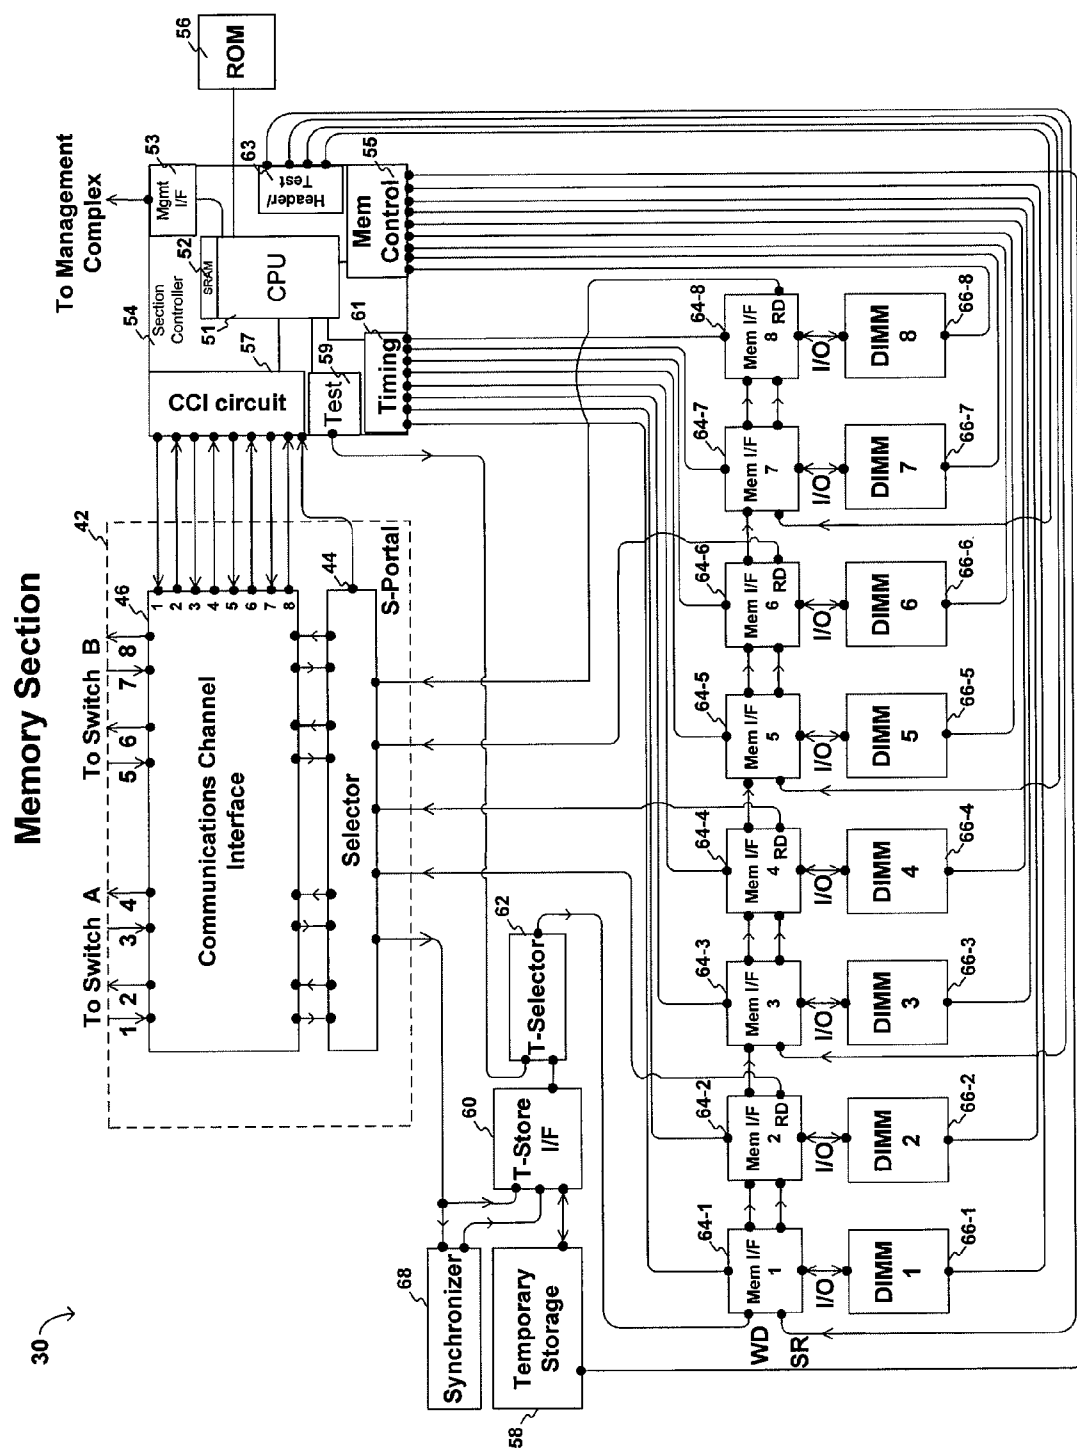 Memory Section
30
To Switch A
To Switch B
1
2
3
4
5
6
7
8
46
42
Communications Channel
Interface
1
2
3
4
5
6
7
8
Selector
44
S-Portal
To Management
Complex
54
Section
Controller
53
Mgmt
I/F
52
SRAM
51
CPU
56
ROM
57
CCI circuit
59
Test
61
Timing
63
Header/
Test
55
Mem
Control
68
Synchronizer
58
Temporary
Storage
60
T-Store
I/F
62
T-Selector
WD
SR
64-1
Mem I/F
1
64-2
Mem I/F
2
RD
64-3
Mem I/F
3
64-4
Mem I/F
4
RD
64-5
Mem I/F
5
64-6
Mem I/F
6
RD
64-7
Mem I/F
7
64-8
Mem I/F
8
RD
I/O
I/O
I/O
I/O
I/O
I/O
I/O
I/O
DIMM
1
66-1
DIMM
2
66-2
DIMM
3
66-3
DIMM
4
66-4
DIMM
5
66-5
DIMM
6
66-6
DIMM
7
66-7
DIMM
8
66-8